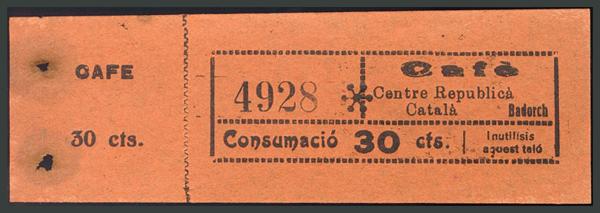 CAFE
30 cts.
4928
Cafè
Centre Republicà
Català
Badorch
Consumació 30 cts.
Inutilisis
aquest taló